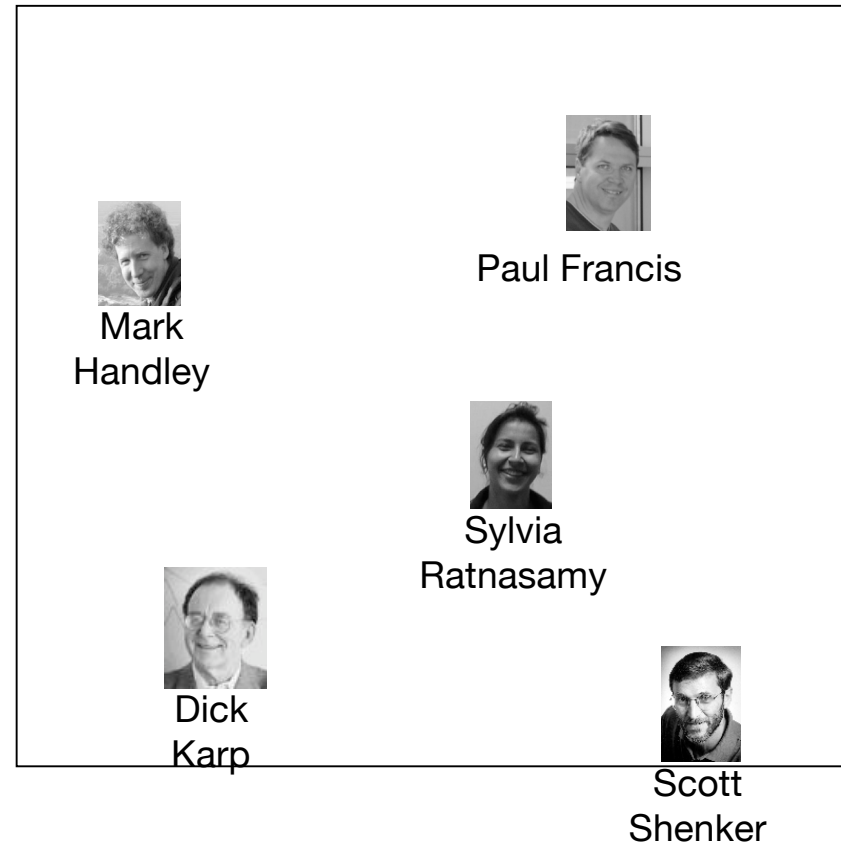 Paul Francis
Mark
Handley
Sylvia
Ratnasamy
Dick
Karp
Scott
Shenker